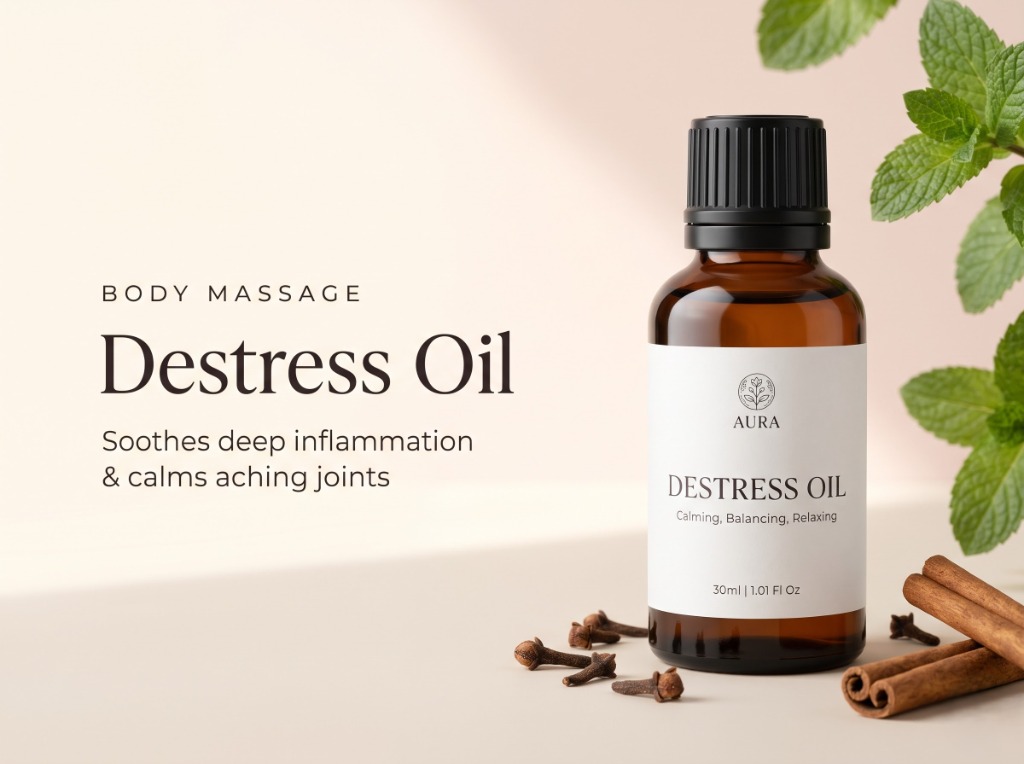 BODY MASSAGE
Destress Oil
Soothes deep inflammation
& calms aching joints
AURA
DESTRESS OIL
Calming, Balancing, Relaxing
30ml | 1.01 Fl Oz